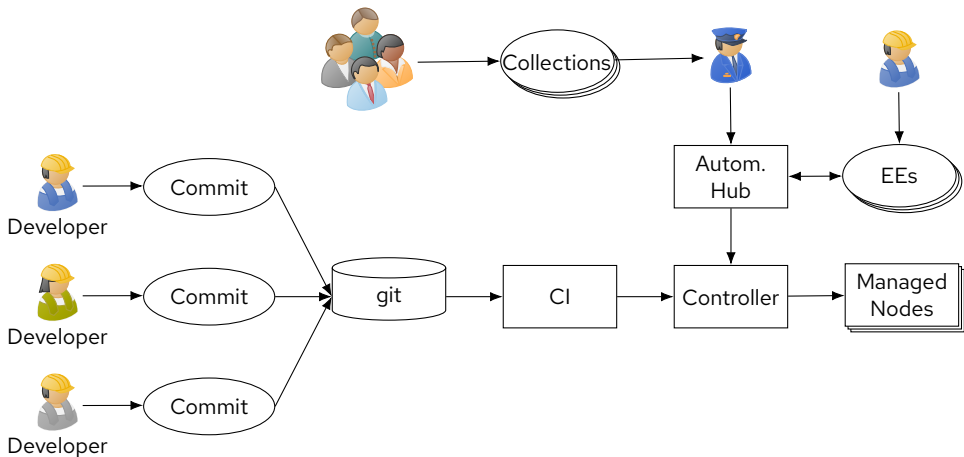 Collections
Autom.
Hub
EEs
Commit
Developer
Commit
git
CI
Controller
Managed
Nodes
Developer
Commit
Developer